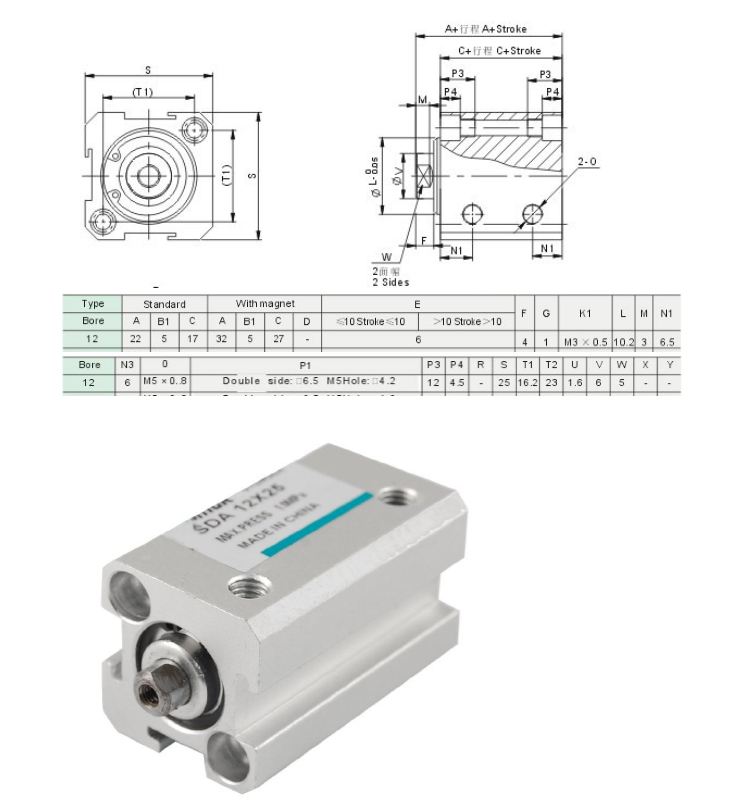 A+行程 A+Stroke
C+行程 C+Stroke
S
(T1)
P3
P3
P4
P4
M
(T1)
S
Ø L-0.05
0
Ø V
2-O
W
F
N1
N1
2面幅
2 Sides
Type Standard With magnet E F G K1 L M N1
Bore A B1 C A B1 C D ≤10 Stroke≤10 >10 Stroke>10
12 22 5 17 32 5 27 - 6 4 1 M3×0.5 10.2 3 6.5
Bore N3 0 P1 P3 P4 R S T1 T2 U V W X Y
12 6 M5×0..8 Double side:□6.5 M5Hole:□4.2 12 4.5 - 25 16.2 23 1.6 6 5 - -
SDA 12X25
MAX.PRESS 1.0MPa
MADE IN CHINA